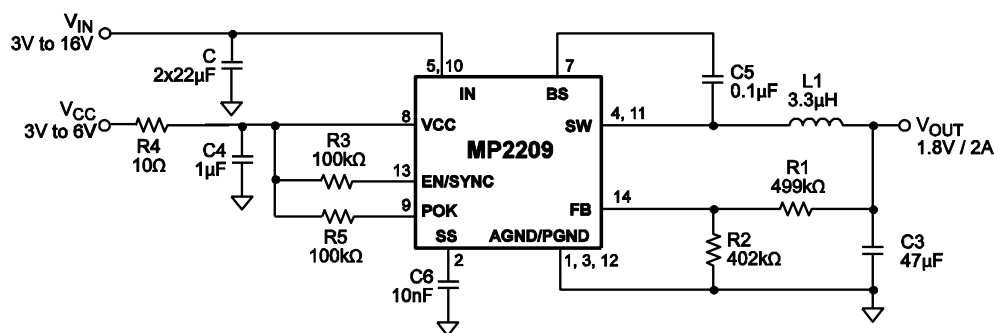 VIN
3V to 16V
C
2x22µF
5, 10
7
C5
0.1µF
L1
3.3µH
IN
BS
VCC
3V to 6V
R4
10Ω
C4
1µF
8
VCC
MP2209
SW
4, 11
VOUT
1.8V / 2A
R3
100kΩ
13
EN/SYNC
R1
499kΩ
9
POK
FB
14
R5
100kΩ
SS
AGND/PGND
R2
402kΩ
C3
47µF
2
1, 3, 12
C6
10nF